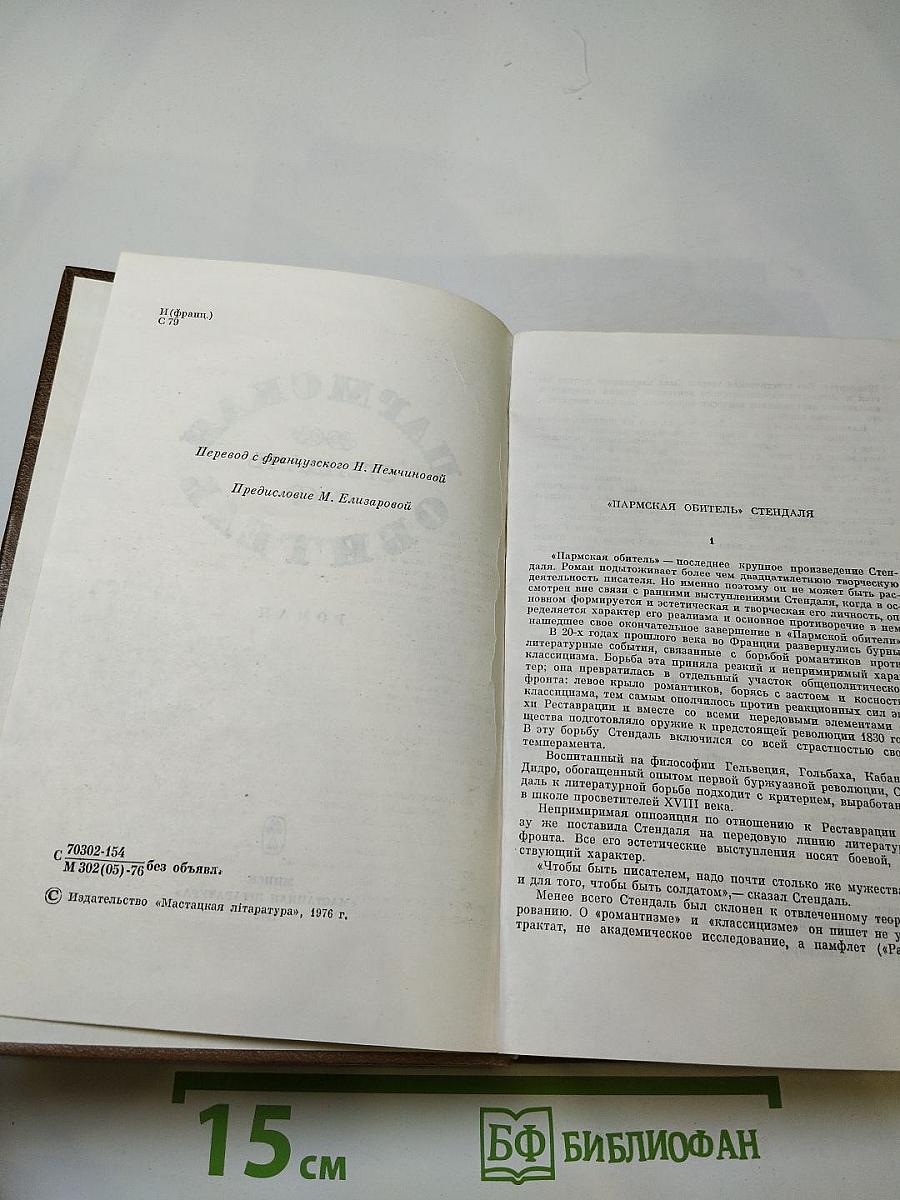 И(франц.)
С 79
Перевод с французского Н. Немчиновой
Предисловие М. Елизаровой
С 70302-154
М 302(05)-76 без объявл.
© Издательство «Мастацкая літаратура», 1976 г.
«ПАРМСКАЯ ОБИТЕЛЬ» СТЕНДАЛЯ
1
«Пармская обитель» — последнее крупное произведение Стен-
даля. Роман подытоживает более чем двадцатилетнюю творческую
деятельность писателя. Но именно поэтому он не может быть рас-
смотрен вне связи с ранними выступлениями Стендаля, когда в ос-
новном формируется и эстетическая и творческая его личность, оп
ределяется характер его реализма и основное противоречие в нем
нашедшее свое окончательное завершение в «Пармской обители»
В 20-х годах прошлого века во Франции развернулись бурны
литературные события, связанные с борьбой романтиков проти
классицизма. Борьба эта приняла резкий и непримиримый хара
тер; она превратилась в отдельный участок общеполитическо
фронта: левое крыло романтиков, борясь с застоем и косност
классицизма, тем самым ополчилось против реакционных сил эп
хи Реставрации и вместе со всеми передовыми элементами
щества подготовляло оружие к предстоящей революции 1830 го
В эту борьбу Стендаль включился со всей страстностью сво
темперамента.
Воспитанный на философии Гельвеция, Гольбаха, Кабан
Дидро, обогащенный опытом первой буржуазной революции, С
даль к литературной борьбе подходит с критерием, выработан
в школе просветителей XVIII века.
Непримиримая оппозиция по отношению к Реставрации
зу же поставила Стендаля на передовую линию литератур
фронта. Все его эстетические выступления носят боевой,
ствующий характер.
«Чтобы быть писателем, надо почти столько же мужества
и для того, чтобы быть солдатом»,— сказал Стендаль.
Менее всего Стендаль был склонен к отвлеченному теор
рованию. О «романтизме» и «классицизме» он пишет не у
трактат, не академическое исследование, а памфлет («Ра
15 см
БФ БИБЛИОФАН